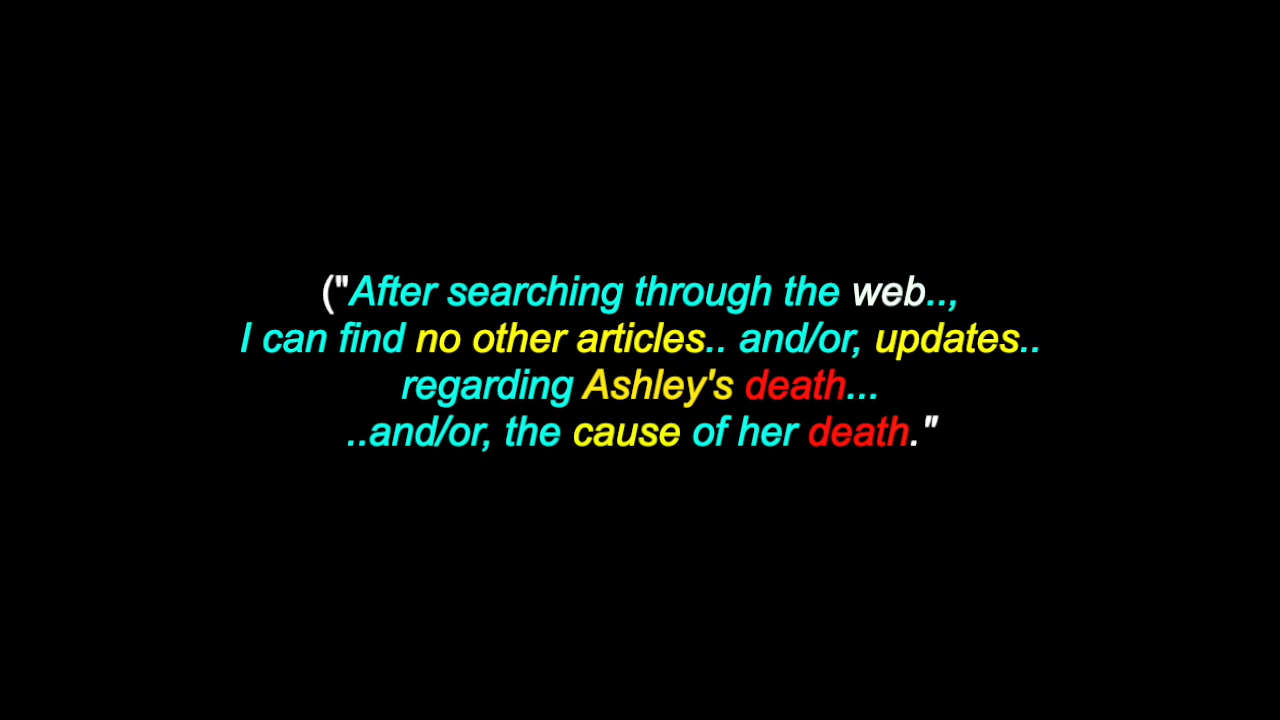 ("After searching through the web..,
I can find no other articles.. and/or, updates..
regarding Ashley's death...
..and/or, the cause of her death."